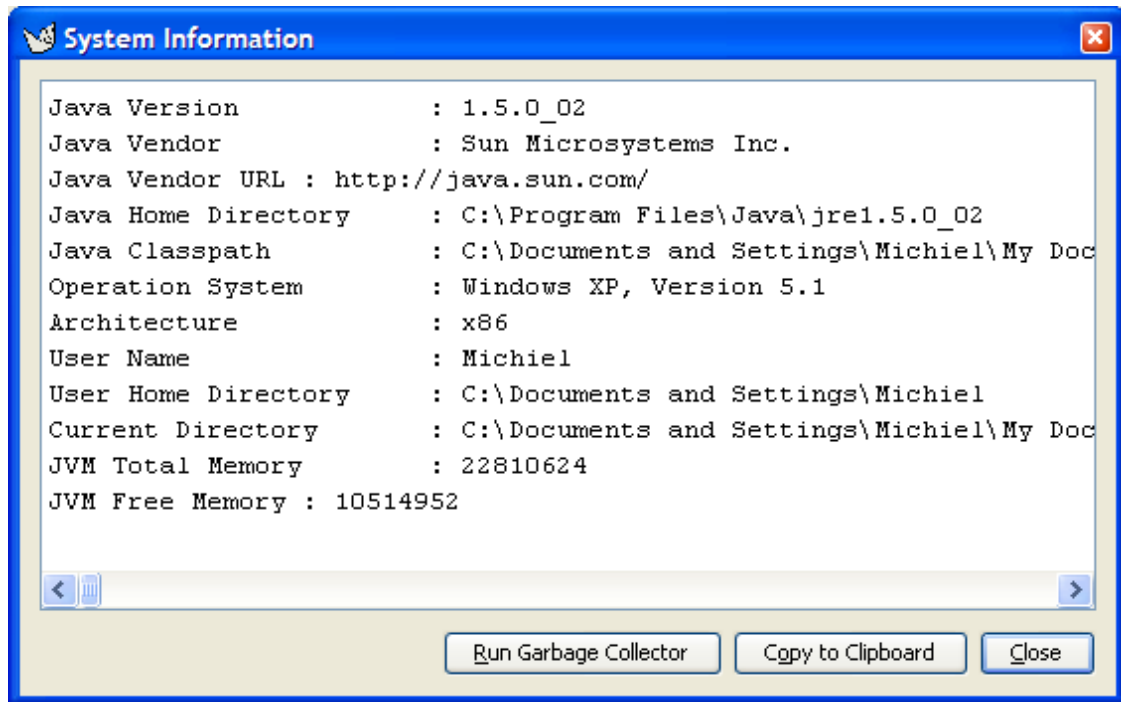 System Information
Java Version : 1.5.0_02
Java Vendor : Sun Microsystems Inc.
Java Vendor URL : http://java.sun.com/
Java Home Directory : C:\Program Files\Java\jre1.5.0_02
Java Classpath : C:\Documents and Settings\Michiel\My Doc
Operation System : Windows XP, Version 5.1
Architecture : x86
User Name : Michiel
User Home Directory : C:\Documents and Settings\Michiel
Current Directory : C:\Documents and Settings\Michiel\My Doc
JVM Total Memory : 22810624
JVM Free Memory : 10514952
Run Garbage Collector Copy to Clipboard Close